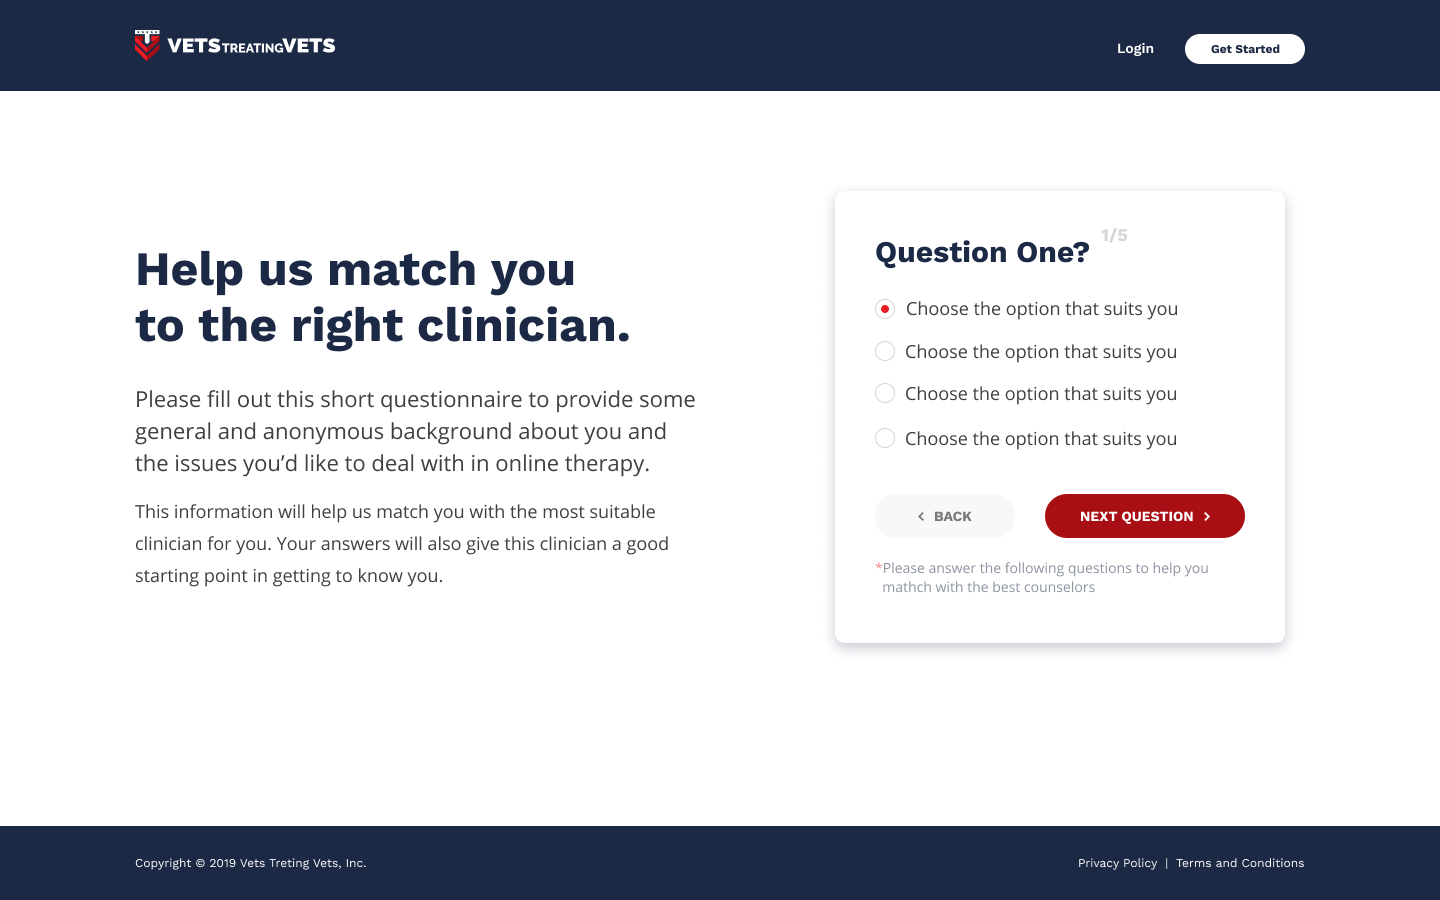 VETSTREATINGVETS
Login
Get Started
Help us match you
to the right clinician.
Please fill out this short questionnaire to provide some
general and anonymous background about you and
the issues you’d like to deal with in online therapy.
This information will help us match you with the most suitable
clinician for you. Your answers will also give this clinician a good
starting point in getting to know you.
Question One? 1/5
Choose the option that suits you
Choose the option that suits you
Choose the option that suits you
Choose the option that suits you
BACK
NEXT QUESTION
*Please answer the following questions to help you
mathch with the best counselors
Copyright © 2019 Vets Treting Vets, Inc.
Privacy Policy | Terms and Conditions